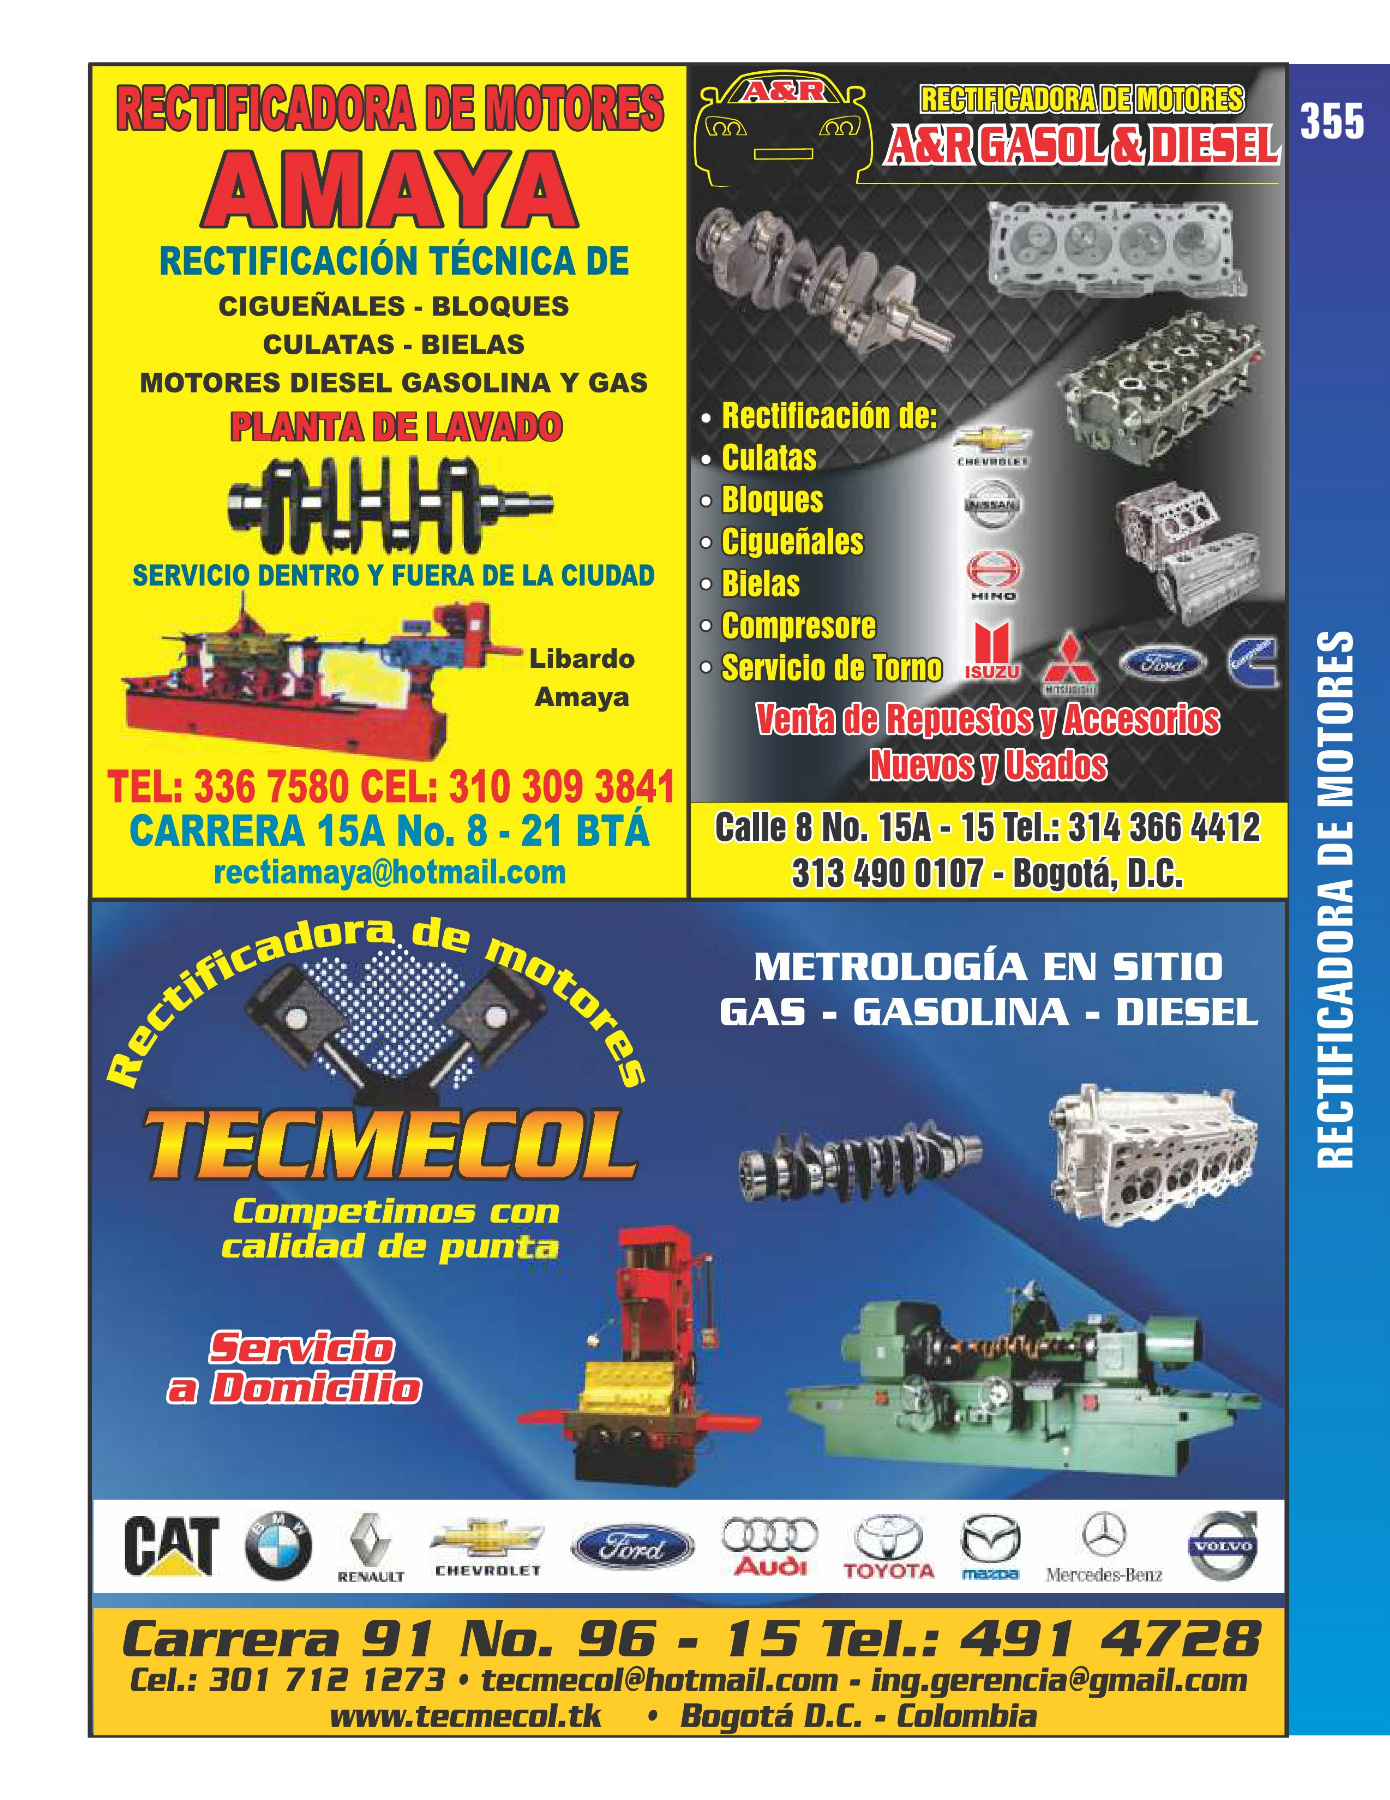 RECTIFICADORA DE MOTORES
AMAYA
RECTIFICACIÓN TÉCNICA DE
CIGUEÑALES - BLOQUES
CULATAS - BIELAS
MOTORES DIESEL GASOLINA Y GAS
PLANTA DE LAVADO
SERVICIO DENTRO Y FUERA DE LA CIUDAD
Libardo
Amaya
TEL: 336 7580 CEL: 310 309 3841
CARRERA 15A No. 8 - 21 BTÁ
rectiamaya@hotmail.com
A&R
RECTIFICADORA DE MOTORES
A&R GASOL & DIESEL
• Rectificación de:
• Culatas
• Bloques
• Cigueñales
• Bielas
• Compresore
• Servicio de Torno
CHEVROLET
NISSAN
HINO
ISUZU
MITSUBISHI
Ford
Cummins
Venta de Repuestos y Accesorios
Nuevos y Usados
Calle 8 No. 15A - 15 Tel.: 314 366 4412
313 490 0107 - Bogotá, D.C.
355
RECTIFICADORA DE MOTORES
Rectificadora de motores
TECMECOL
Competimos con
calidad de punta
Servicio
a Domicilio
METROLOGÍA EN SITIO
GAS - GASOLINA - DIESEL
CAT
BMW
RENAULT
CHEVROLET
Ford
Audi
TOYOTA
mazda
Mercedes-Benz
VOLVO
Carrera 91 No. 96 - 15 Tel.: 491 4728
Cel.: 301 712 1273 • tecmecol@hotmail.com - ing.gerencia@gmail.com
www.tecmecol.tk • Bogotá D.C. - Colombia